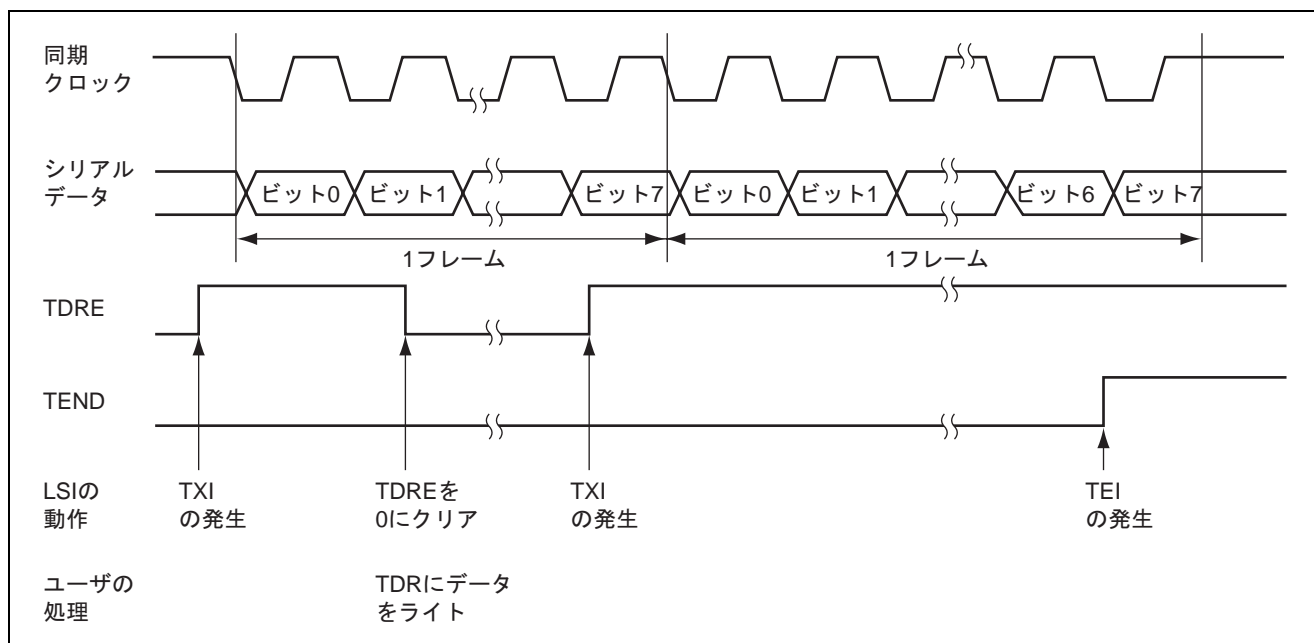 同期
クロック
シリアル
データ
ビット0 ビット1 ビット7 ビット0 ビット1 ビット6 ビット7
1フレーム 1フレーム
TDRE
TEND
LSIの
動作
TXI
の発生
TDREを
0にクリア
TXI
の発生
TEI
の発生
ユーザの
処理
TDRにデータ
をライト